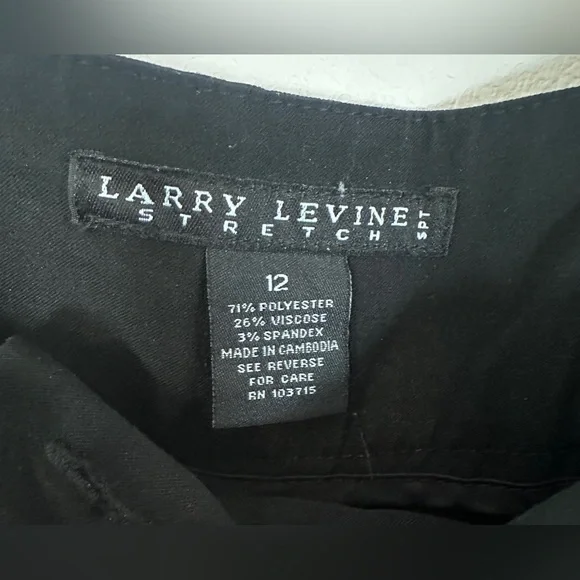 LARRY LEVINE SPT
STRETCH
12
71% POLYESTER
26% VISCOSE
3% SPANDEX
MADE IN CAMBODIA
SEE REVERSE
FOR CARE
RN 103715